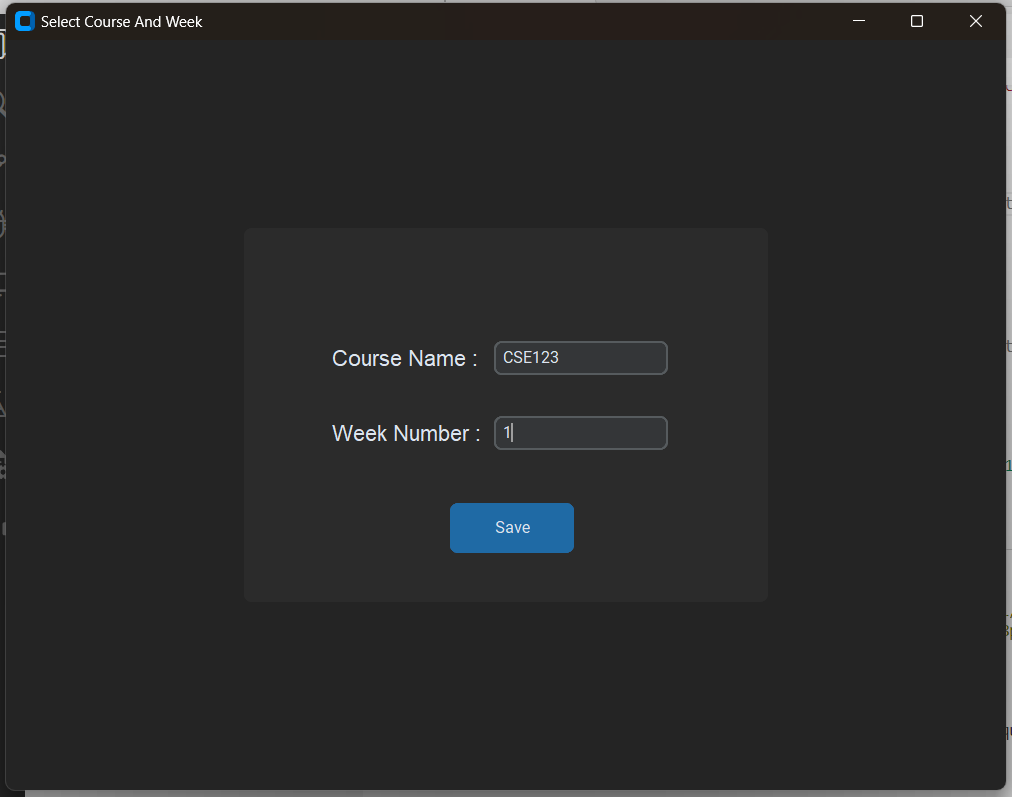 Select Course And Week
Course Name : CSE123
Week Number : 1
Save